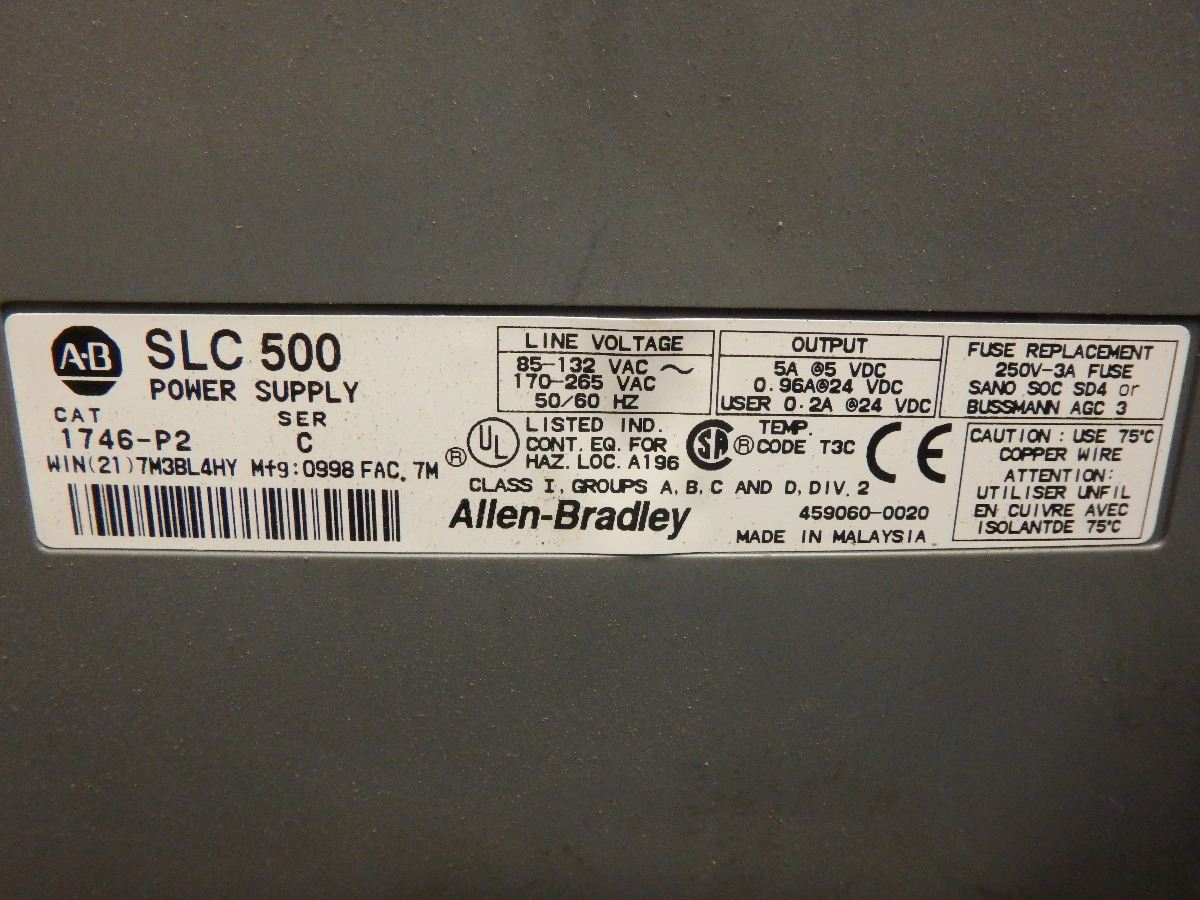 A·B
SLC 500
POWER SUPPLY
CAT SER
1746-P2 C
WIN(21)7M3BL4HY Mfg:0998 FAC. 7M
LINE VOLTAGE
85-132 VAC ~
170-265 VAC
50/60 HZ
OUTPUT
5A @5 VDC
0.96A@24 VDC
USER 0.2A @24 VDC
FUSE REPLACEMENT
250V-3A FUSE
SANO SOC SD4 or
BUSSMANN AGC 3
UL ®
LISTED IND.
CONT. EQ. FOR
HAZ. LOC. A196
SA ®
TEMP.
CODE T3C
CE
CLASS I, GROUPS A, B, C AND D, DIV. 2
Allen-Bradley
459060-0020
MADE IN MALAYSIA
CAUTION : USE 75°C
COPPER WIRE
ATTENTION:
UTILISER UNFIL
EN CUIVRE AVEC
ISOLANTDE 75°C